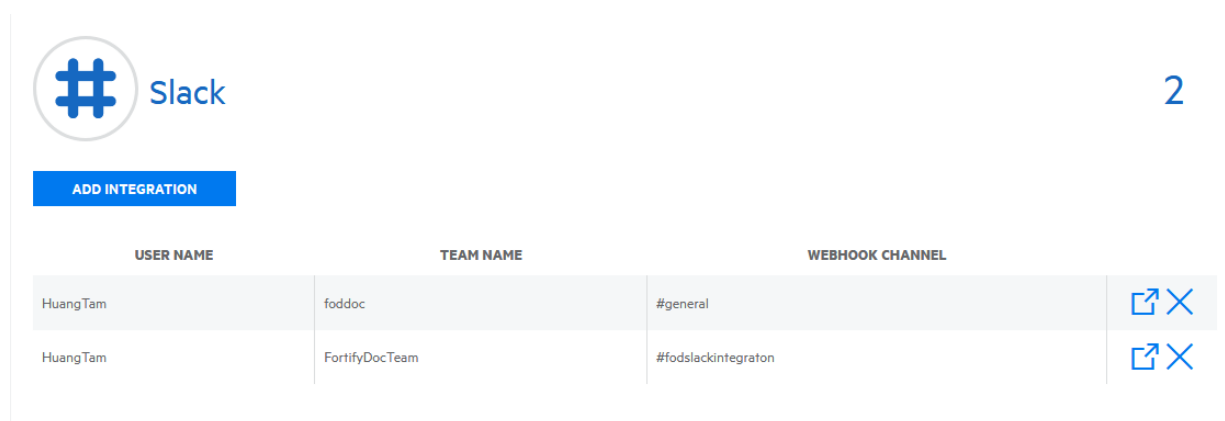 Slack
2
ADD INTEGRATION
USER NAME TEAM NAME WEBHOOK CHANNEL
HuangTam foddoc #general
HuangTam FortifyDocTeam #fodslackintegraton